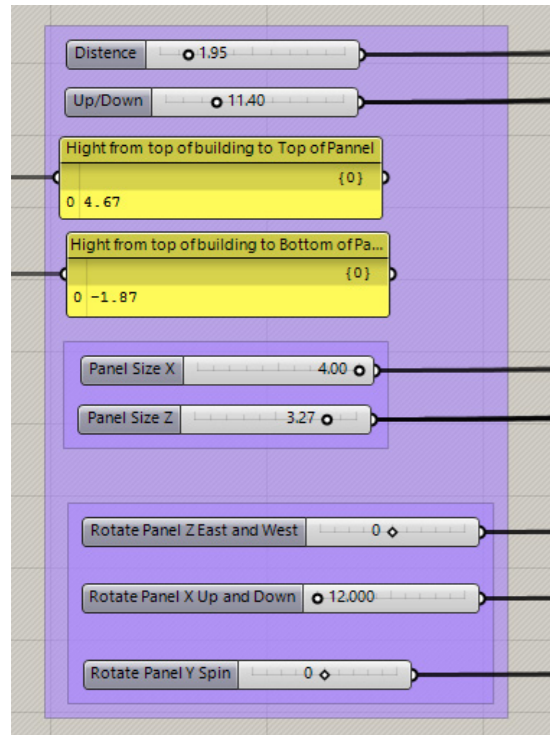 Distence 1.95
Up/Down 11.40
Hight from top of building to Top of Pannel
{0}
0 4.67
Hight from top of building to Bottom of Pa...
{0}
0 -1.87
Panel Size X 4.00
Panel Size Z 3.27
Rotate Panel Z East and West 0
Rotate Panel X Up and Down 12.000
Rotate Panel Y Spin 0